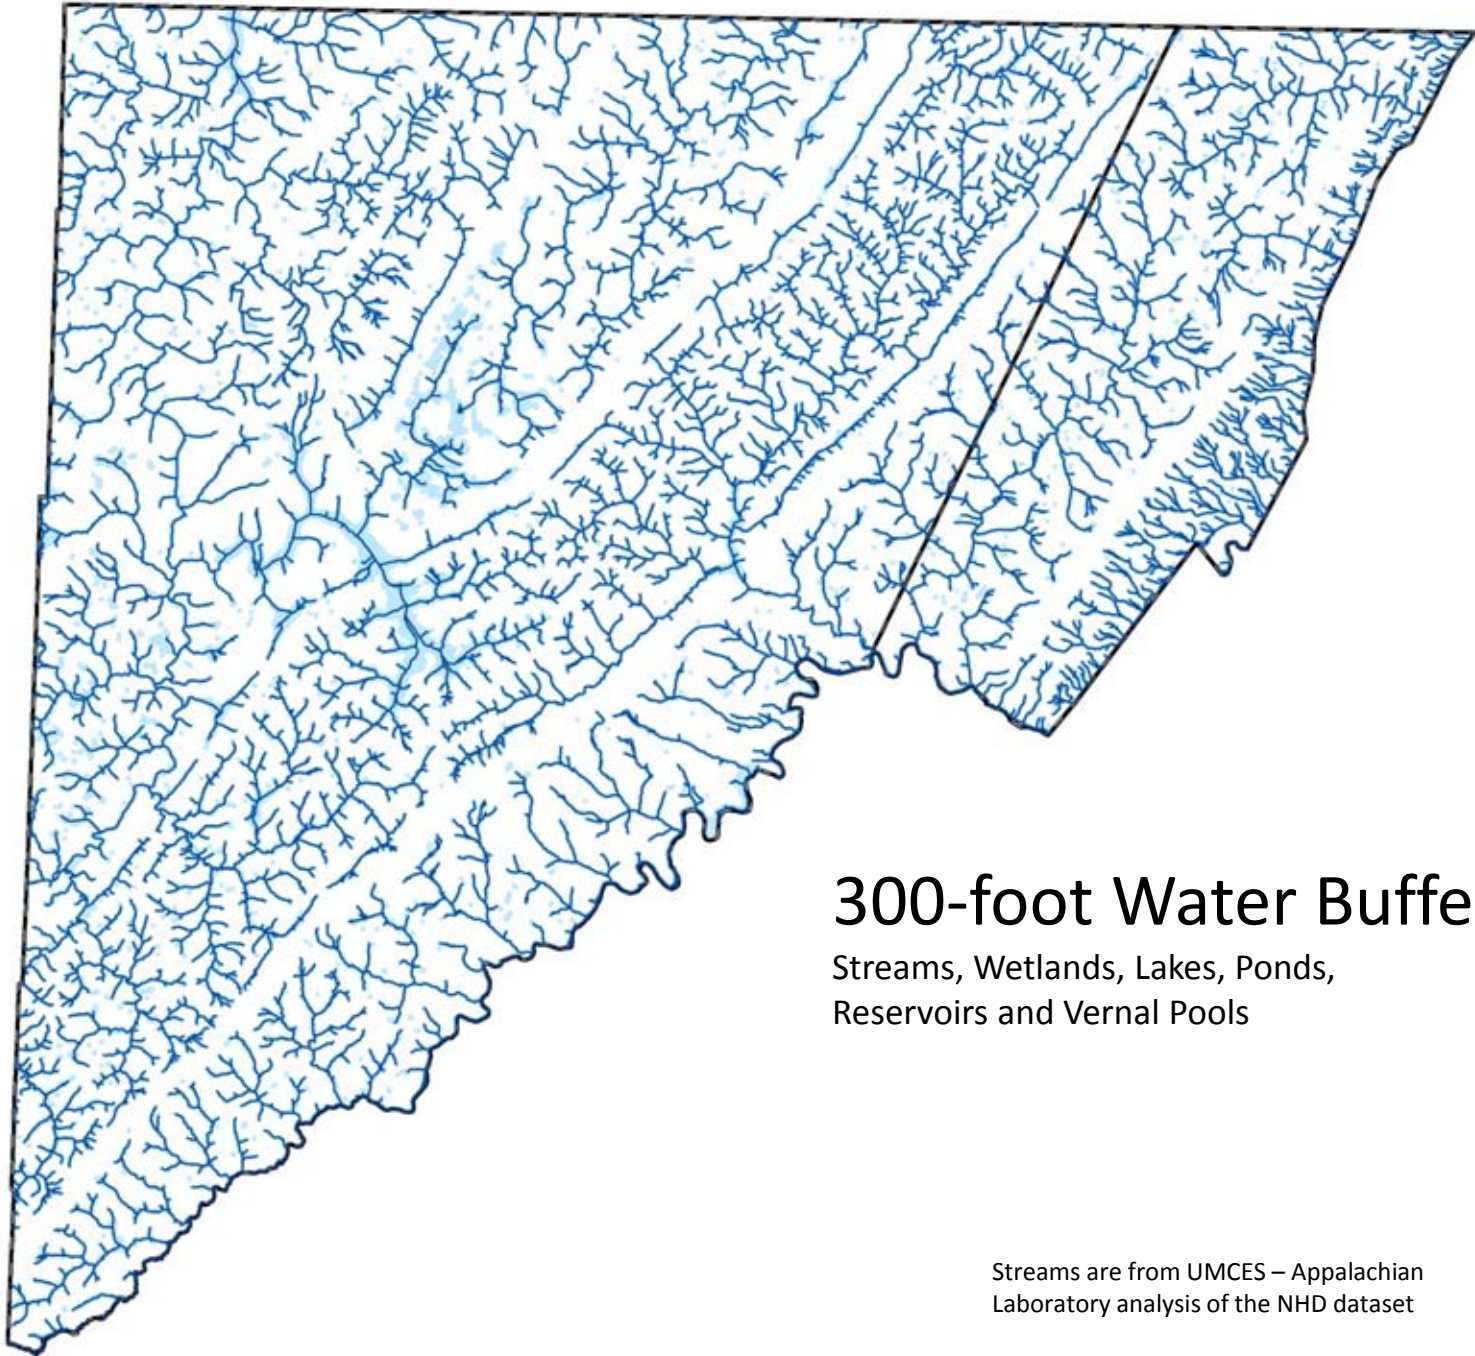 300-foot Water Buffe
Streams, Wetlands, Lakes, Ponds,
Reservoirs and Vernal Pools
Streams are from UMCES – Appalachian
Laboratory analysis of the NHD dataset